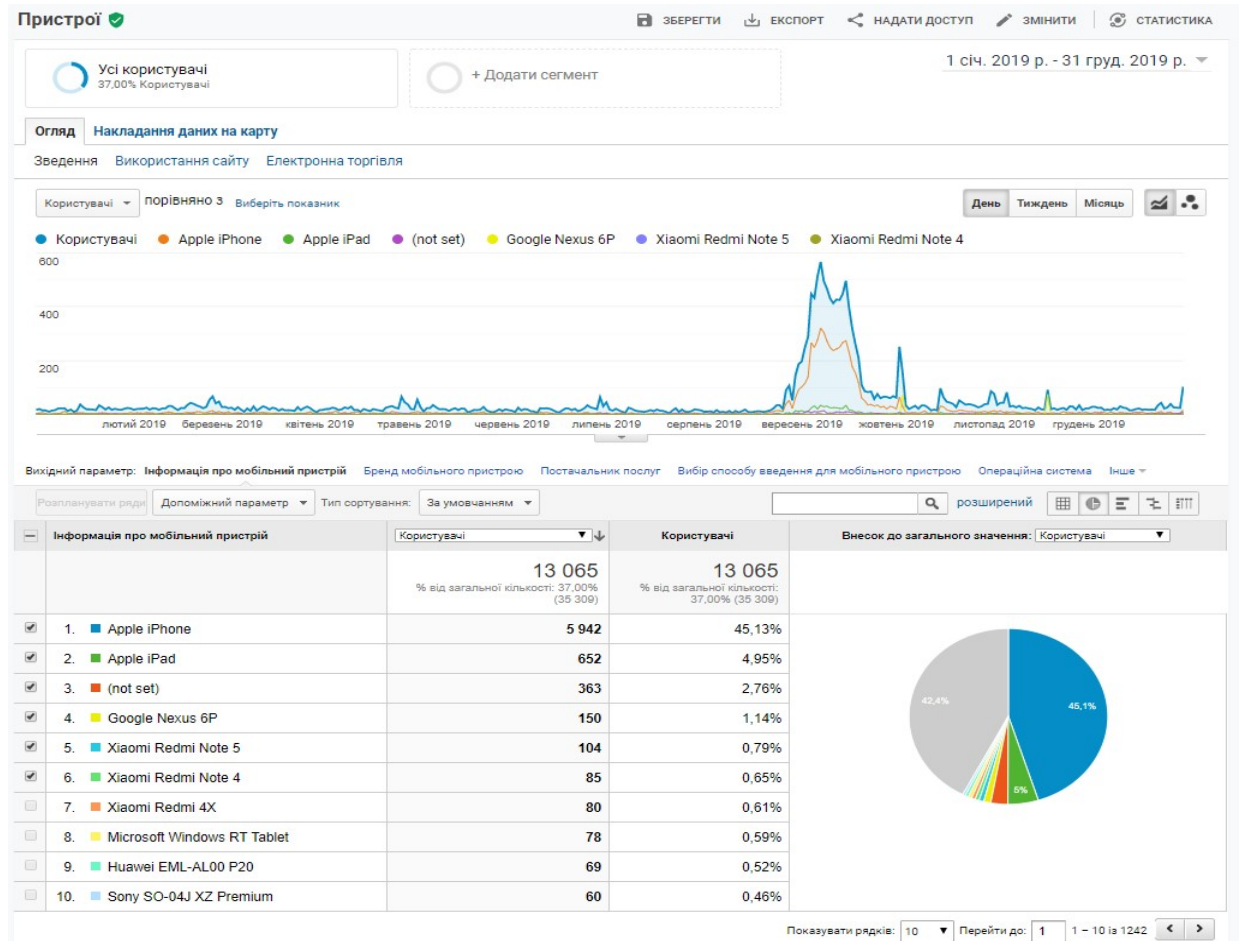 Пристрої
ЗБЕРЕГТИ ЕКСПОРТ НАДАТИ ДОСТУП ЗМІНИТИ СТАТИСТИКА
Усі користувачі
37,00% Користувачі
+ Додати сегмент
1 січ. 2019 р. - 31 груд. 2019 р.
Огляд Накладання даних на карту
Зведення Використання сайту Електронна торгівля
Користувачі порівняно з Виберіть показник
День Тиждень Місяць
Користувачі Apple iPhone Apple iPad (not set) Google Nexus 6P Xiaomi Redmi Note 5 Xiaomi Redmi Note 4
600
400
200
лютий 2019 березень 2019 квітень 2019 травень 2019 червень 2019 липень 2019 серпень 2019 вересень 2019 жовтень 2019 листопад 2019 грудень 2019
Вихідний параметр: Інформація про мобільний пристрій Бренд мобільного пристрою Постачальник послуг Вибір способу введення для мобільного пристрою Операційна система Інше
Розпланувати ряди Допоміжний параметр Тип сортування: За умовчанням розширений
Інформація про мобільний пристрій Користувачі Користувачі Внесок до загального значення: Користувачі
13 065 13 065
% від загальної кількості: 37,00% (35 309) % від загальної кількості: 37,00% (35 309)
1. Apple iPhone 5 942 45,13%
2. Apple iPad 652 4,95%
3. (not set) 363 2,76%
4. Google Nexus 6P 150 1,14%
5. Xiaomi Redmi Note 5 104 0,79%
6. Xiaomi Redmi Note 4 85 0,65%
7. Xiaomi Redmi 4X 80 0,61%
8. Microsoft Windows RT Tablet 78 0,59%
9. Huawei EML-AL00 P20 69 0,52%
10. Sony SO-04J XZ Premium 60 0,46%
42,4%
45,1%
5%
Показувати рядків: 10 Перейти до: 1 1 – 10 із 1242